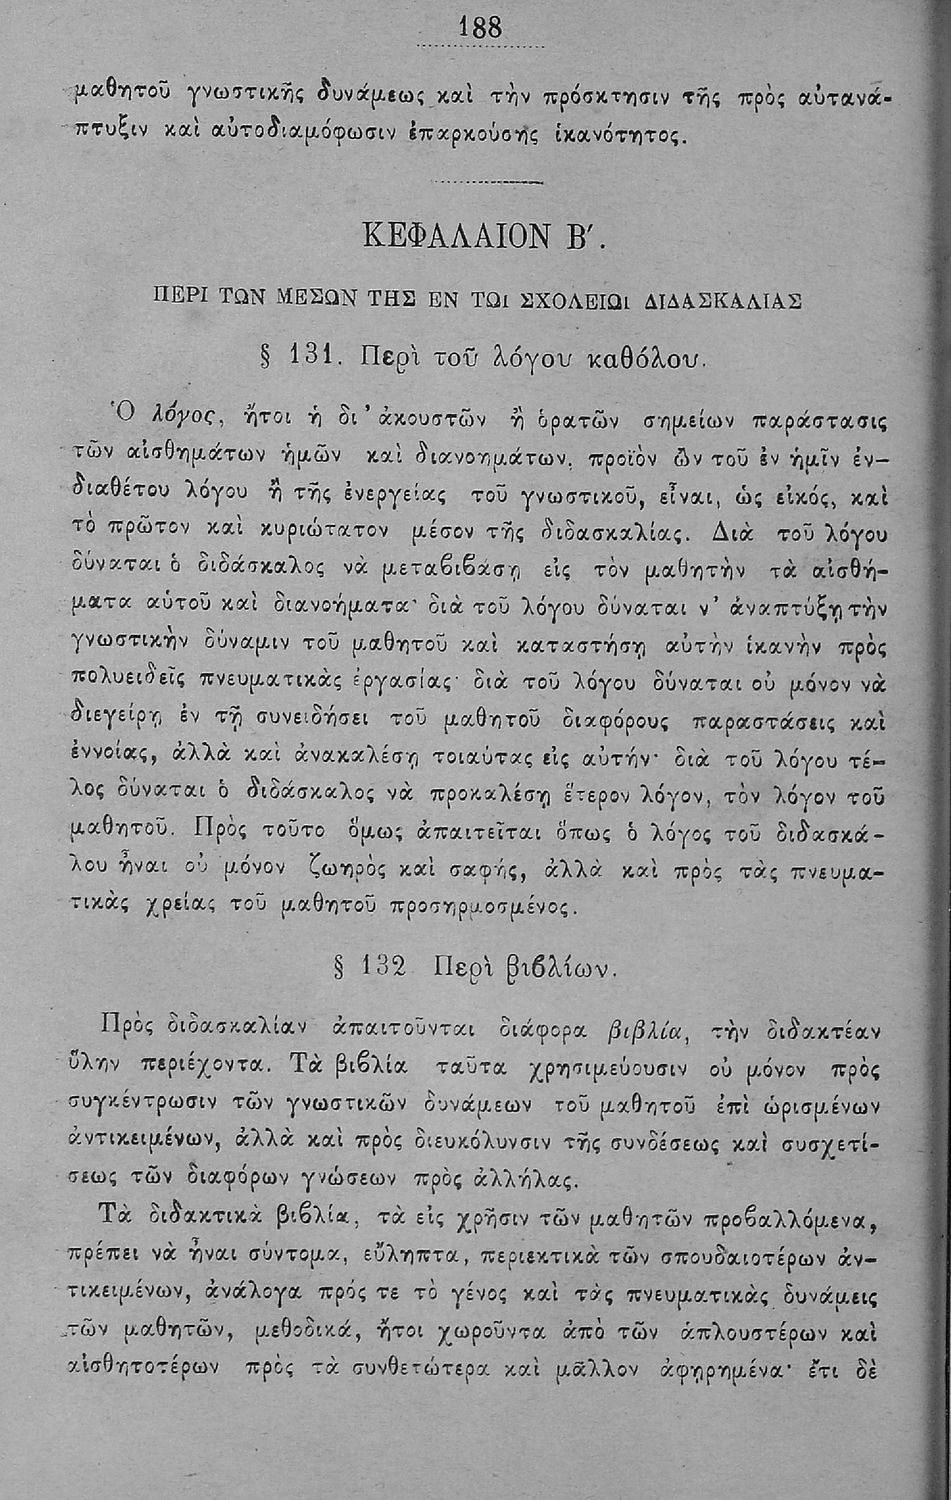 188
μαθητοῦ γνωστικῆς δυνάμεως καὶ τὴν πρόσκτησιν τῆς πρὸς αὐτανά-
πτυξιν καὶ αὐτοδιαμόφωσιν ἐπαρκούσης ἱκανότητος.
ΚΕΦΑΛΑΙΟΝ Β'.
ΠΕΡΙ ΤΩΝ ΜΕΣΩΝ ΤΗΣ ΕΝ ΤΩι ΣΧΟΛΕΙΩι ΔΙΔΑΣΚΑΛΙΑΣ
§ 131. Περὶ τοῦ λόγου καθόλου.
Ὁ λόγος, ἤτοι ἡ δι' ἀκουστῶν ἢ ὁρατῶν σημείων παράστασις
τῶν αἰσθημάτων ἡμῶν καὶ διανοημάτων, προϊὸν ὢν τοῦ ἐν ἡμῖν ἐν-
διαθέτου λόγου ἢ τῆς ἐνεργείας τοῦ γνωστικοῦ, εἶναι, ὡς εἰκός, καὶ
τὸ πρῶτον καὶ κυριώτατον μέσον τῆς διδασκαλίας. Διὰ τοῦ λόγου
δύναται ὁ διδάσκαλος νὰ μεταβιβάσῃ εἰς τὸν μαθητὴν τὰ αἰσθή-
ματα αὑτοῦ καὶ διανοήματα· διὰ τοῦ λόγου δύναται ν' ἀναπτύξῃ τὴν
γνωστικὴν δύναμιν τοῦ μαθητοῦ καὶ καταστήσῃ αὐτὴν ἱκανὴν πρὸς
πολυειδεῖς πνευματικὰς ἐργασίας· διὰ τοῦ λόγου δύναται οὐ μόνον νὰ
διεγείρῃ ἐν τῇ συνειδήσει τοῦ μαθητοῦ διαφόρους παραστάσεις καὶ
ἐννοίας, ἀλλὰ καὶ ἀνακαλέσῃ τοιαύτας εἰς αὐτήν· διὰ τοῦ λόγου τέ-
λος δύναται ὁ διδάσκαλος νὰ προκαλέσῃ ἕτερον λόγον, τὸν λόγον τοῦ
μαθητοῦ. Πρὸς τοῦτο ὅμως ἀπαιτεῖται ὅπως ὁ λόγος τοῦ διδασκά-
λου ἦναι οὐ μόνον ζωηρὸς καὶ σαφής, ἀλλὰ καὶ πρὸς τὰς πνευμα-
τικὰς χρείας τοῦ μαθητοῦ προσηρμοσμένος.
§ 132 Περὶ βιβλίων.
Πρὸς διδασκαλίαν ἀπαιτοῦνται διάφορα βιβλία, τὴν διδακτέαν
ὕλην περιέχοντα. Τὰ βιβλία ταῦτα χρησιμεύουσιν οὐ μόνον πρὸς
συγκέντρωσιν τῶν γνωστικῶν δυνάμεων τοῦ μαθητοῦ ἐπὶ ὡρισμένων
ἀντικειμένων, ἀλλὰ καὶ πρὸς διευκόλυνσιν τῆς συνδέσεως καὶ συσχετί-
σεως τῶν διαφόρων γνώσεων πρὸς ἀλλήλας.
Τὰ διδακτικὰ βιβλία, τὰ εἰς χρῆσιν τῶν μαθητῶν προβαλλόμενα,
πρέπει νὰ ἦναι σύντομα, εὔληπτα, περιεκτικὰ τῶν σπουδαιοτέρων ἀν-
τικειμένων, ἀνάλογα πρός τε τὸ γένος καὶ τὰς πνευματικὰς δυνάμεις
τῶν μαθητῶν, μεθοδικά, ἤτοι χωροῦντα ἀπὸ τῶν ἁπλουστέρων καὶ
αἰσθητοτέρων πρὸς τὰ συνθετώτερα καὶ μᾶλλον ἀφῃρημένα· ἔτι δὲ